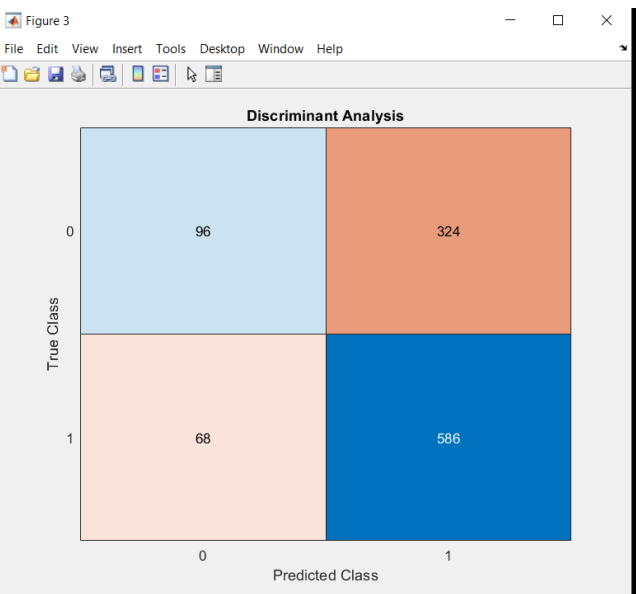 Figure 3
File Edit View Insert Tools Desktop Window Help
Discriminant Analysis
0
96
324
True Class
1
68
586
0
1
Predicted Class